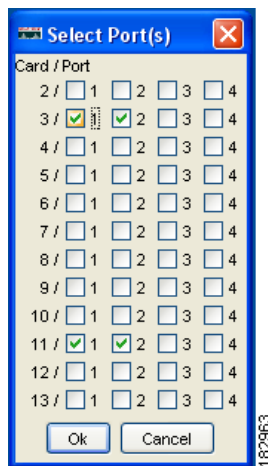 Select Port(s)
Card / Port
2 / 1 2 3 4
3 / 1 2 3 4
4 / 1 2 3 4
5 / 1 2 3 4
6 / 1 2 3 4
7 / 1 2 3 4
8 / 1 2 3 4
9 / 1 2 3 4
10 / 1 2 3 4
11 / 1 2 3 4
12 / 1 2 3 4
13 / 1 2 3 4
Ok Cancel
182963